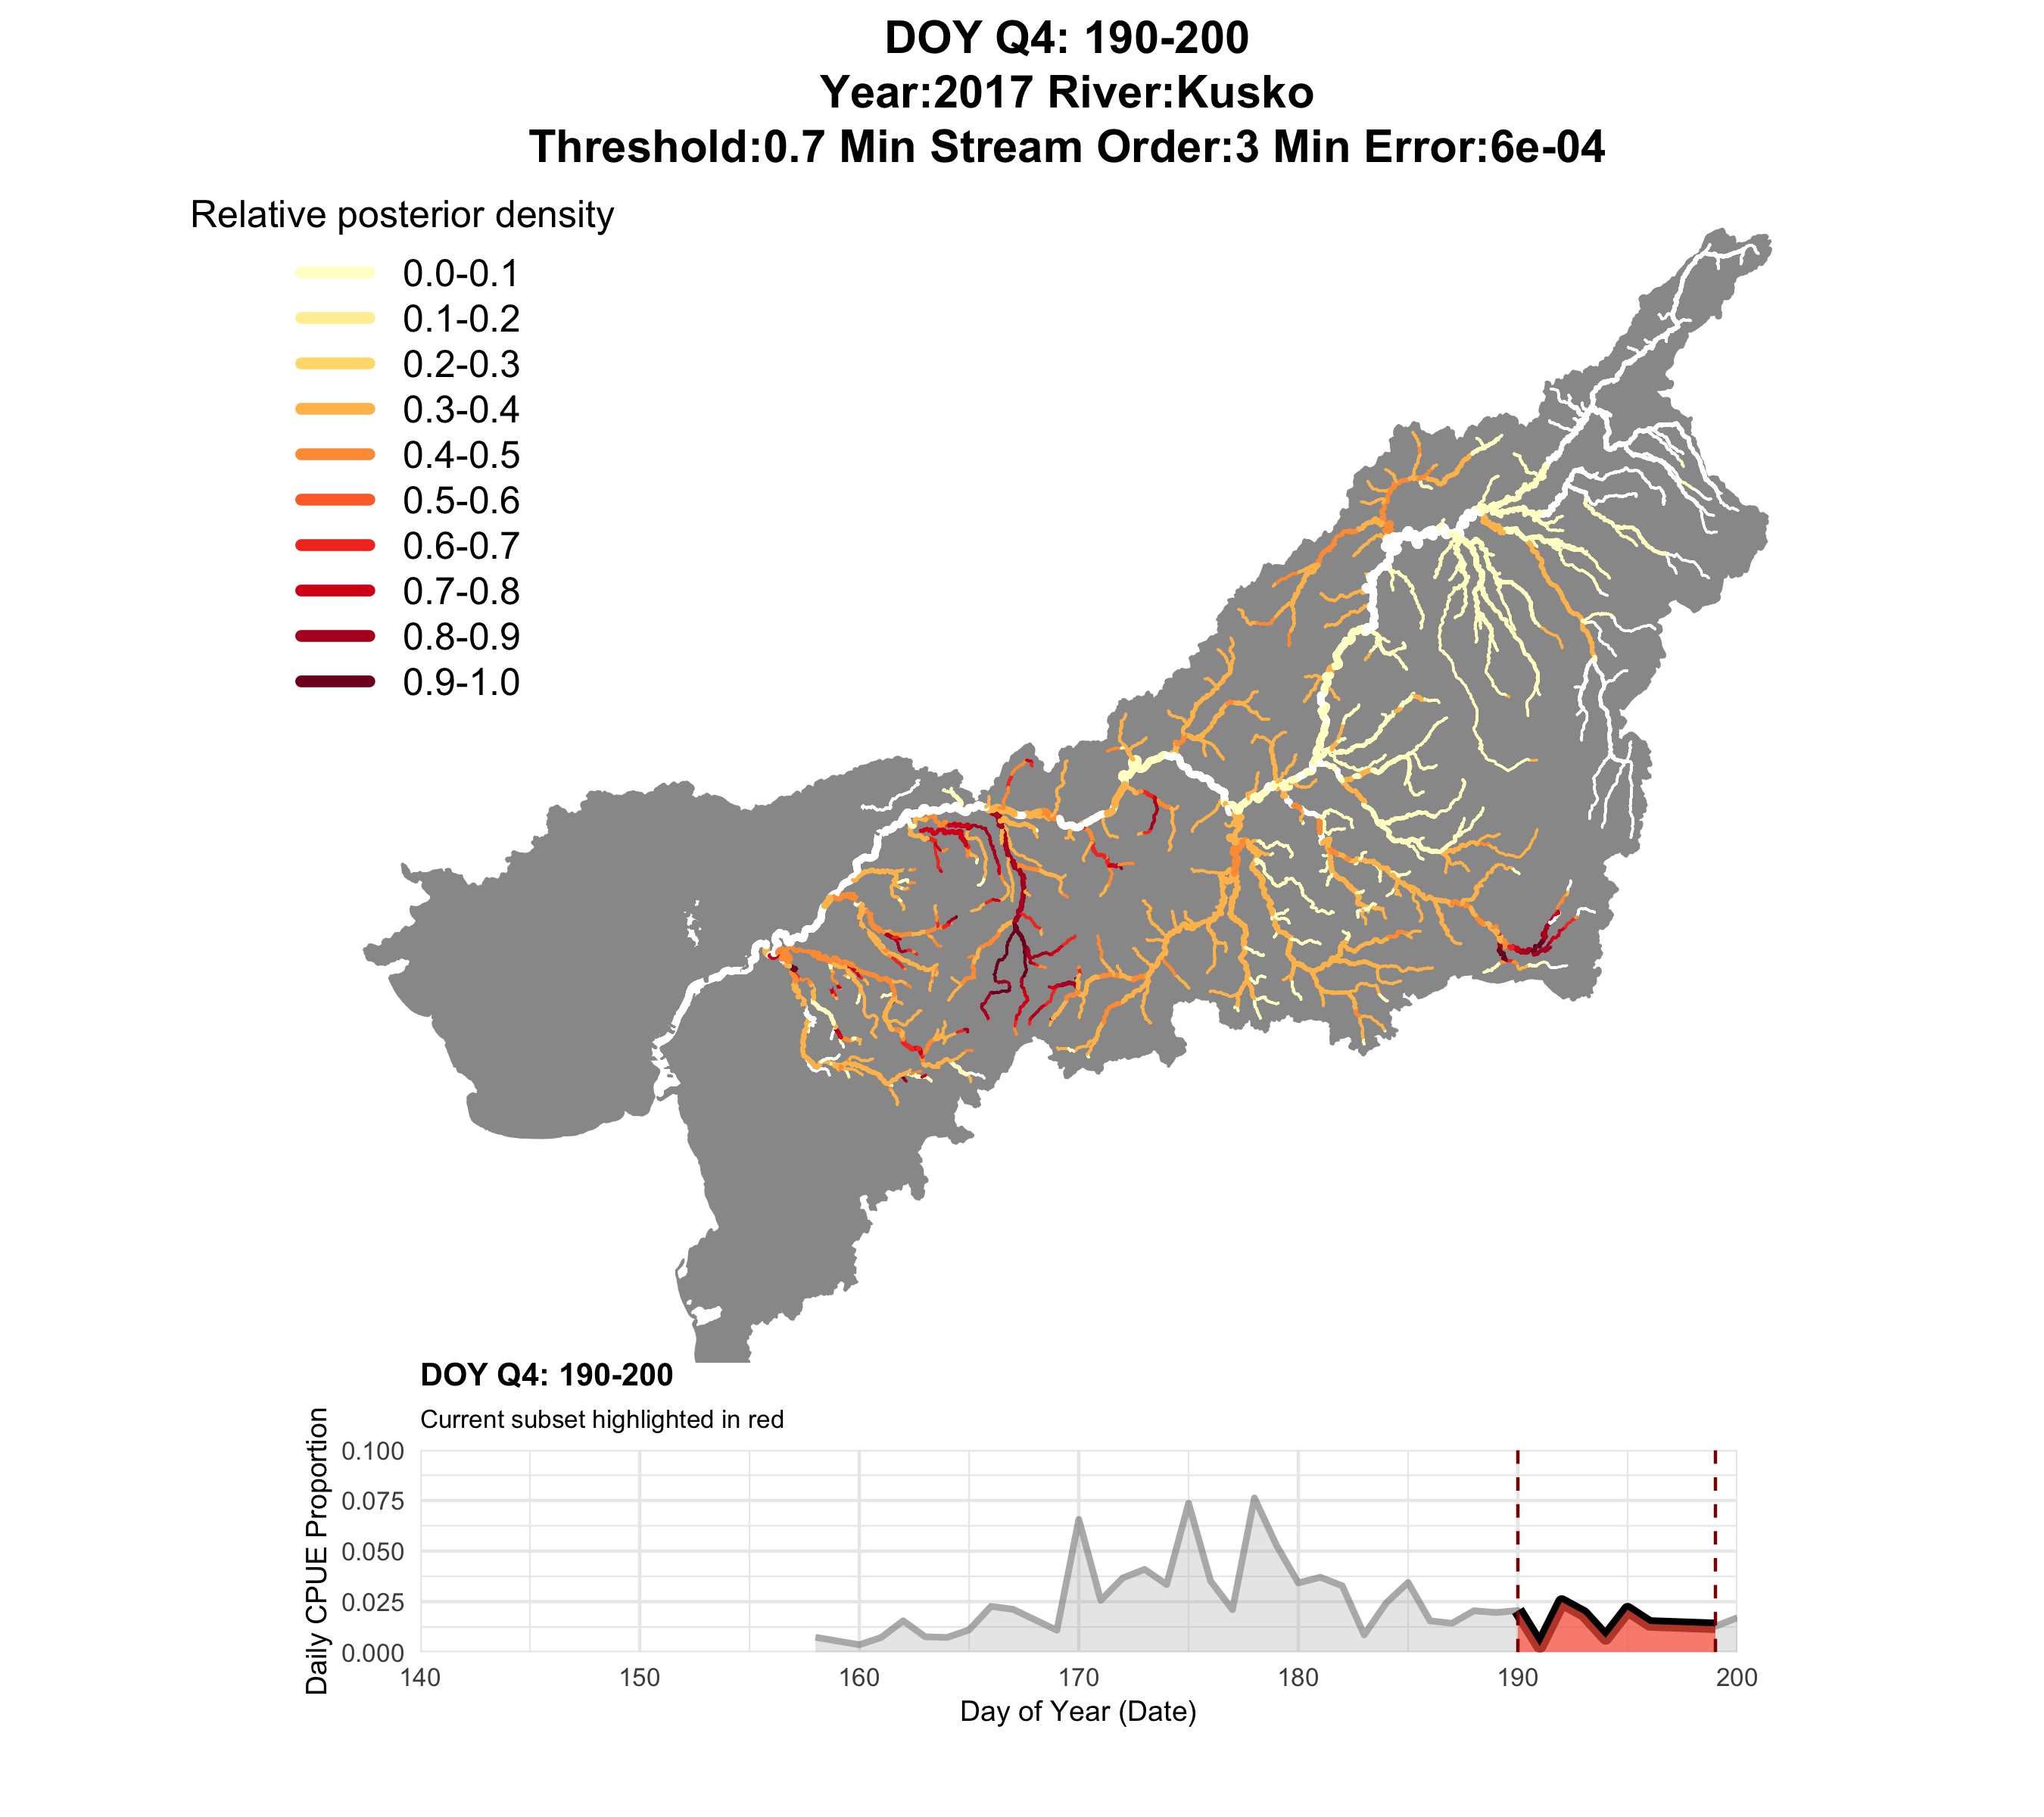 DOY Q4: 190-200
Year:2017 River:Kusko
Threshold:0.7 Min Stream Order:3 Min Error:6e-04
Relative posterior density
0.0-0.1
0.1-0.2
0.2-0.3
0.3-0.4
0.4-0.5
0.5-0.6
0.6-0.7
0.7-0.8
0.8-0.9
0.9-1.0
DOY Q4: 190-200
Current subset highlighted in red
Daily CPUE Proportion
0.100
0.075
0.050
0.025
0.000
140 150 160 170 180 190 200
Day of Year (Date)